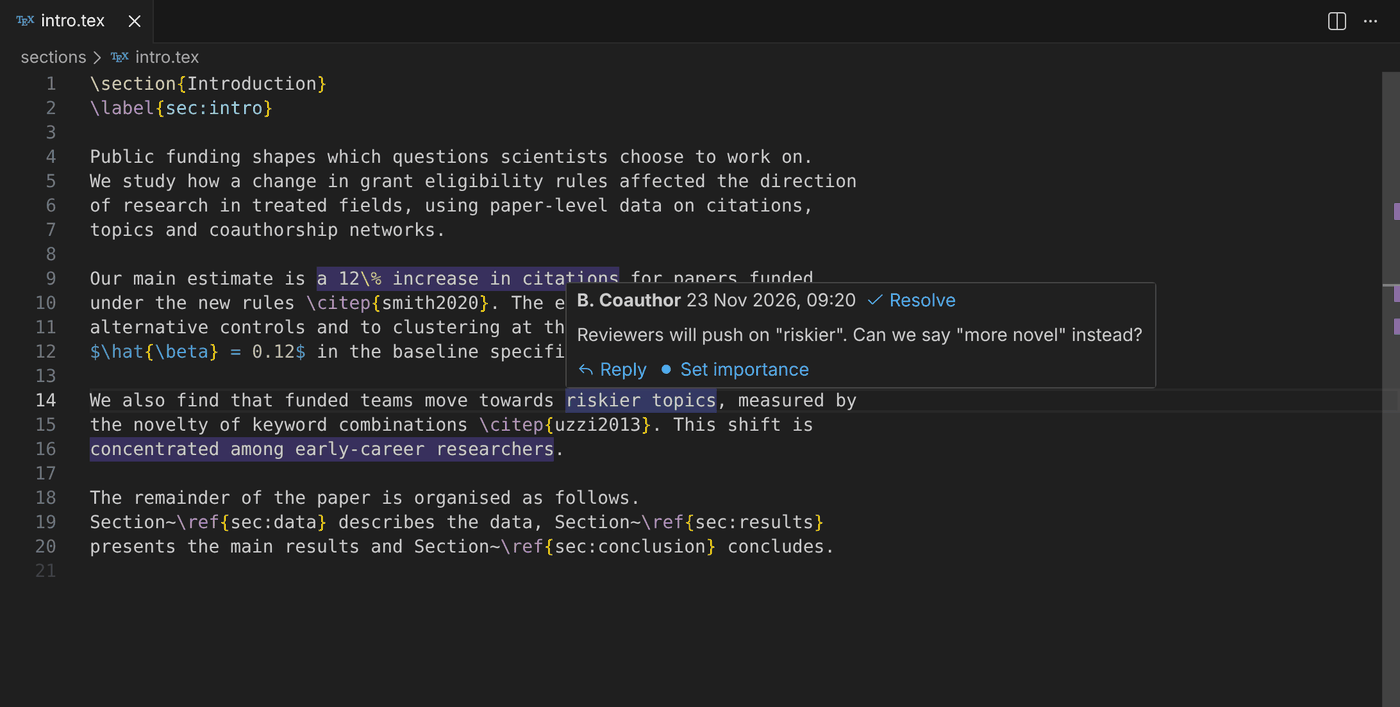 TEX intro.tex
sections > TEX intro.tex
1 \section{Introduction}
2 \label{sec:intro}
3
4 Public funding shapes which questions scientists choose to work on.
5 We study how a change in grant eligibility rules affected the direction
6 of research in treated fields, using paper-level data on citations,
7 topics and coauthorship networks.
8
9 Our main estimate is a 12\% increase in citations for papers funded
10 under the new rules \citep{smith2020}. The e
11 alternative controls and to clustering at th
12 $\hat{\beta} = 0.12$ in the baseline specifi
B. Coauthor 23 Nov 2026, 09:20 ✓ Resolve
Reviewers will push on "riskier". Can we say "more novel" instead?
Reply ● Set importance
13
14 We also find that funded teams move towards riskier topics, measured by
15 the novelty of keyword combinations \citep{uzzi2013}. This shift is
16 concentrated among early-career researchers.
17
18 The remainder of the paper is organised as follows.
19 Section~\ref{sec:data} describes the data, Section~\ref{sec:results}
20 presents the main results and Section~\ref{sec:conclusion} concludes.
21